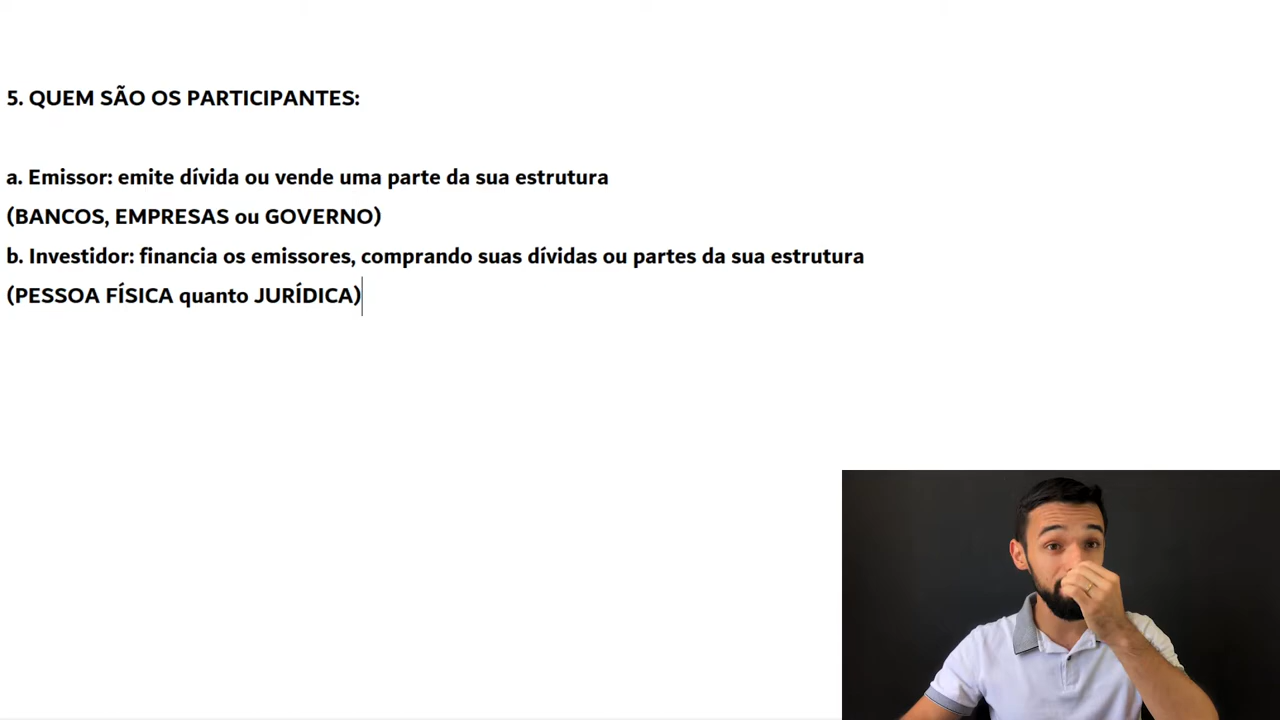 5. QUEM SÃO OS PARTICIPANTES:
a. Emissor: emite dívida ou vende uma parte da sua estrutura
(BANCOS, EMPRESAS ou GOVERNO)
b. Investidor: financia os emissores, comprando suas dívidas ou partes da sua estrutura
(PESSOA FÍSICA quanto JURÍDICA)